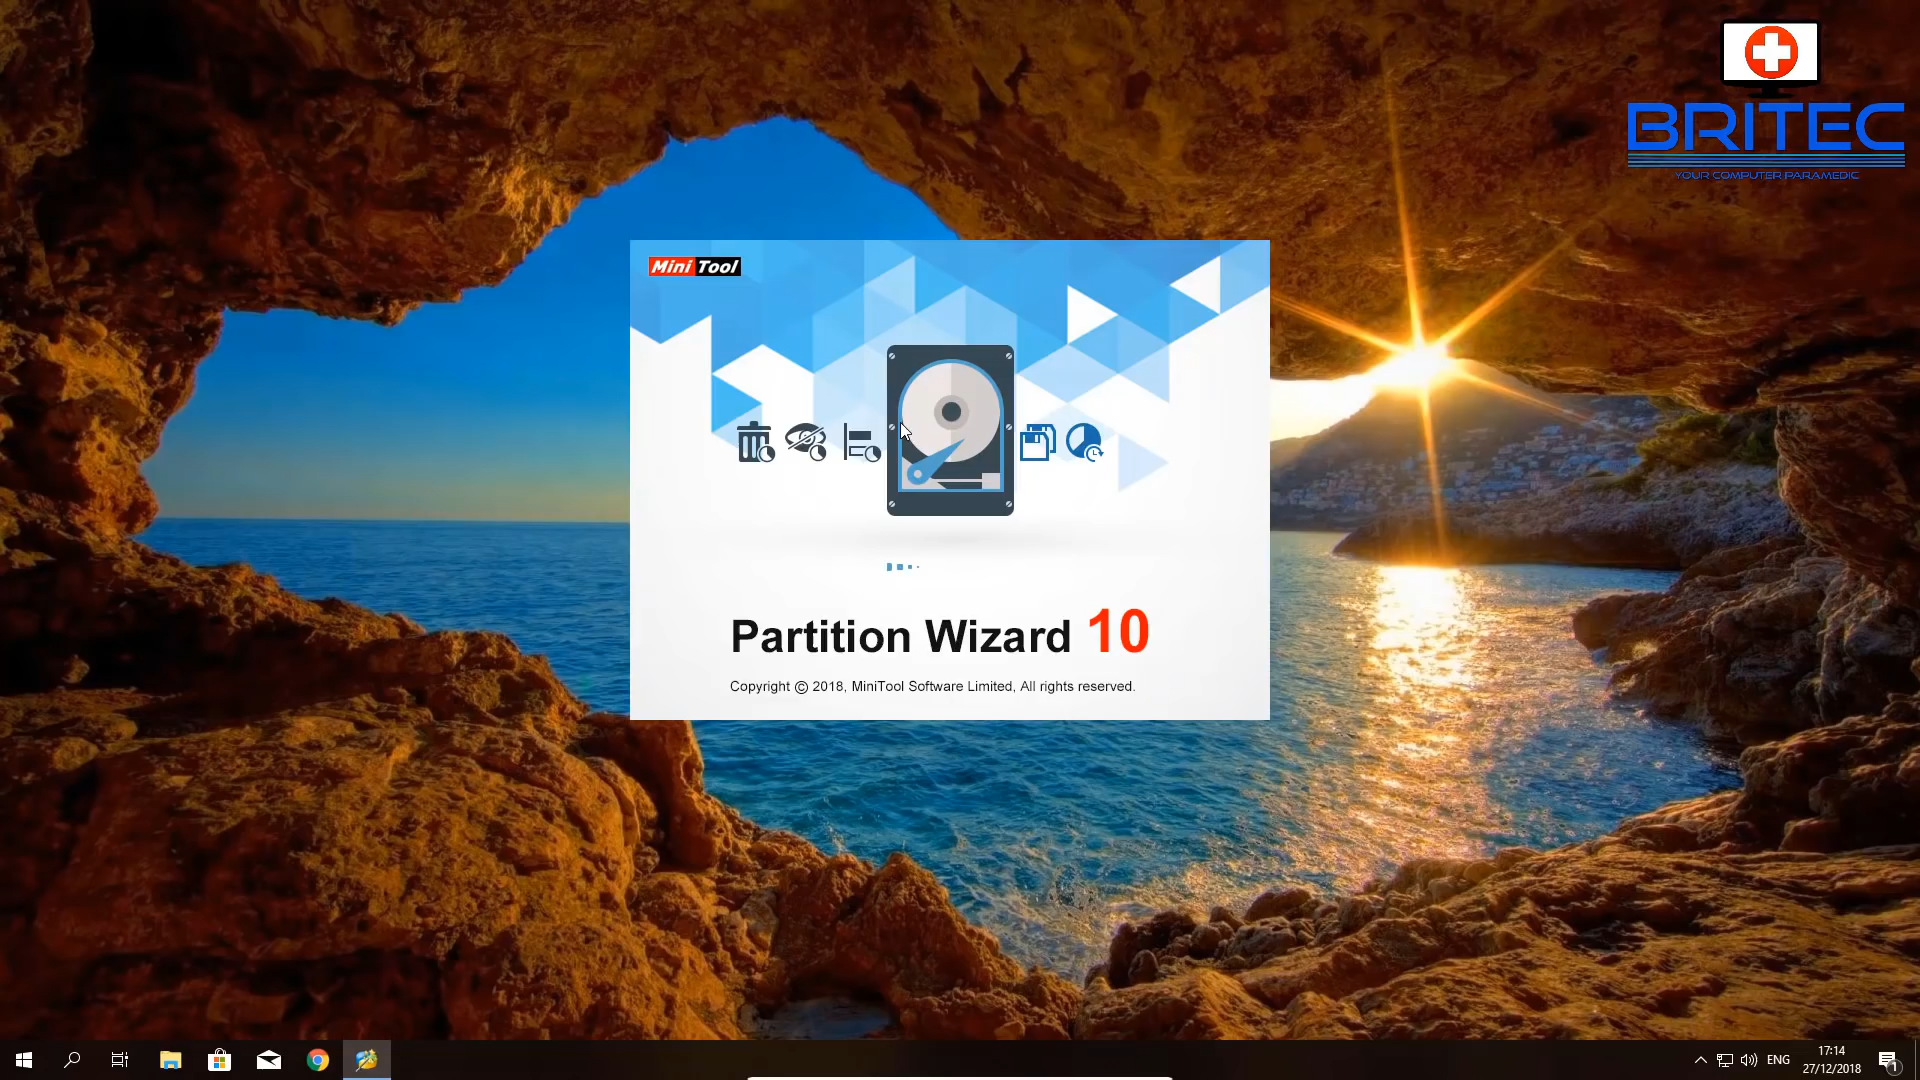 BRITEC
YOUR COMPUTER PARAMEDIC
Mini Tool
Partition Wizard 10
Copyright © 2018, MiniTool Software Limited, All rights reserved.
ENG
17:14
27/12/2018
1